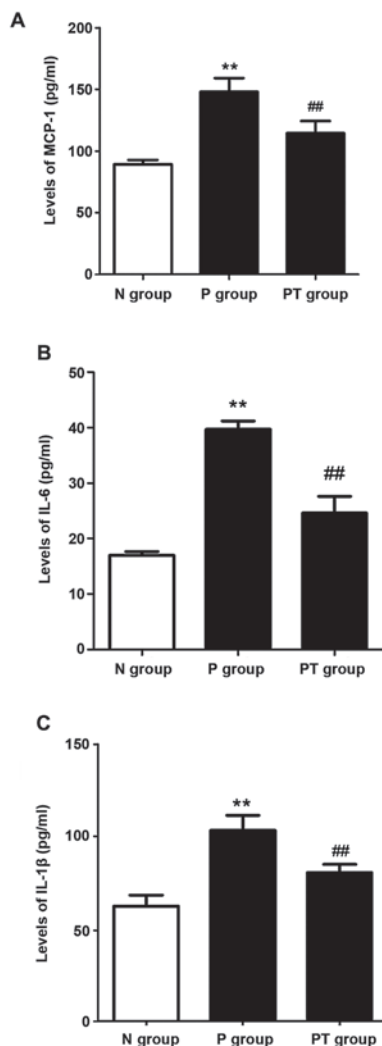 A
Levels of MCP-1 (pg/ml)
200
150
100
50
0
**
##
N group P group PT group
B
Levels of IL-6 (pg/ml)
50
40
30
20
10
0
**
##
N group P group PT group
C
Levels of IL-1β (pg/ml)
150
100
50
0
**
##
N group P group PT group